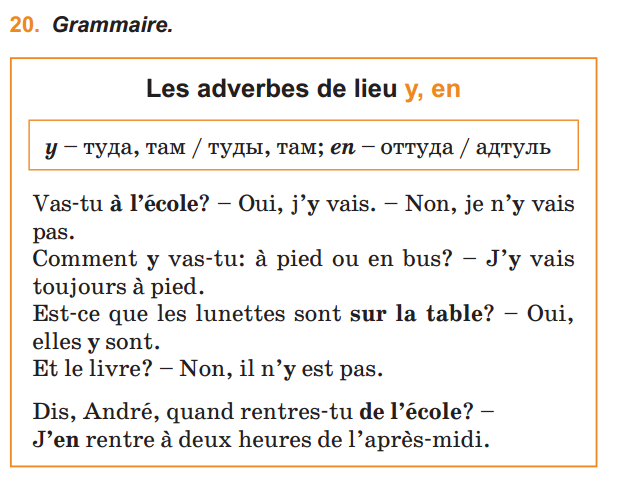 20. Grammaire.
Les adverbes de lieu y, en
y – туда, там / туды, там; en – оттуда / адтуль
Vas-tu à l’école? – Oui, j’y vais. – Non, je n’y vais
pas.
Comment y vas-tu: à pied ou en bus? – J’y vais
toujours à pied.
Est-ce que les lunettes sont sur la table? – Oui,
elles y sont.
Et le livre? – Non, il n’y est pas.
Dis, André, quand rentres-tu de l’école? –
J’en rentre à deux heures de l’après-midi.